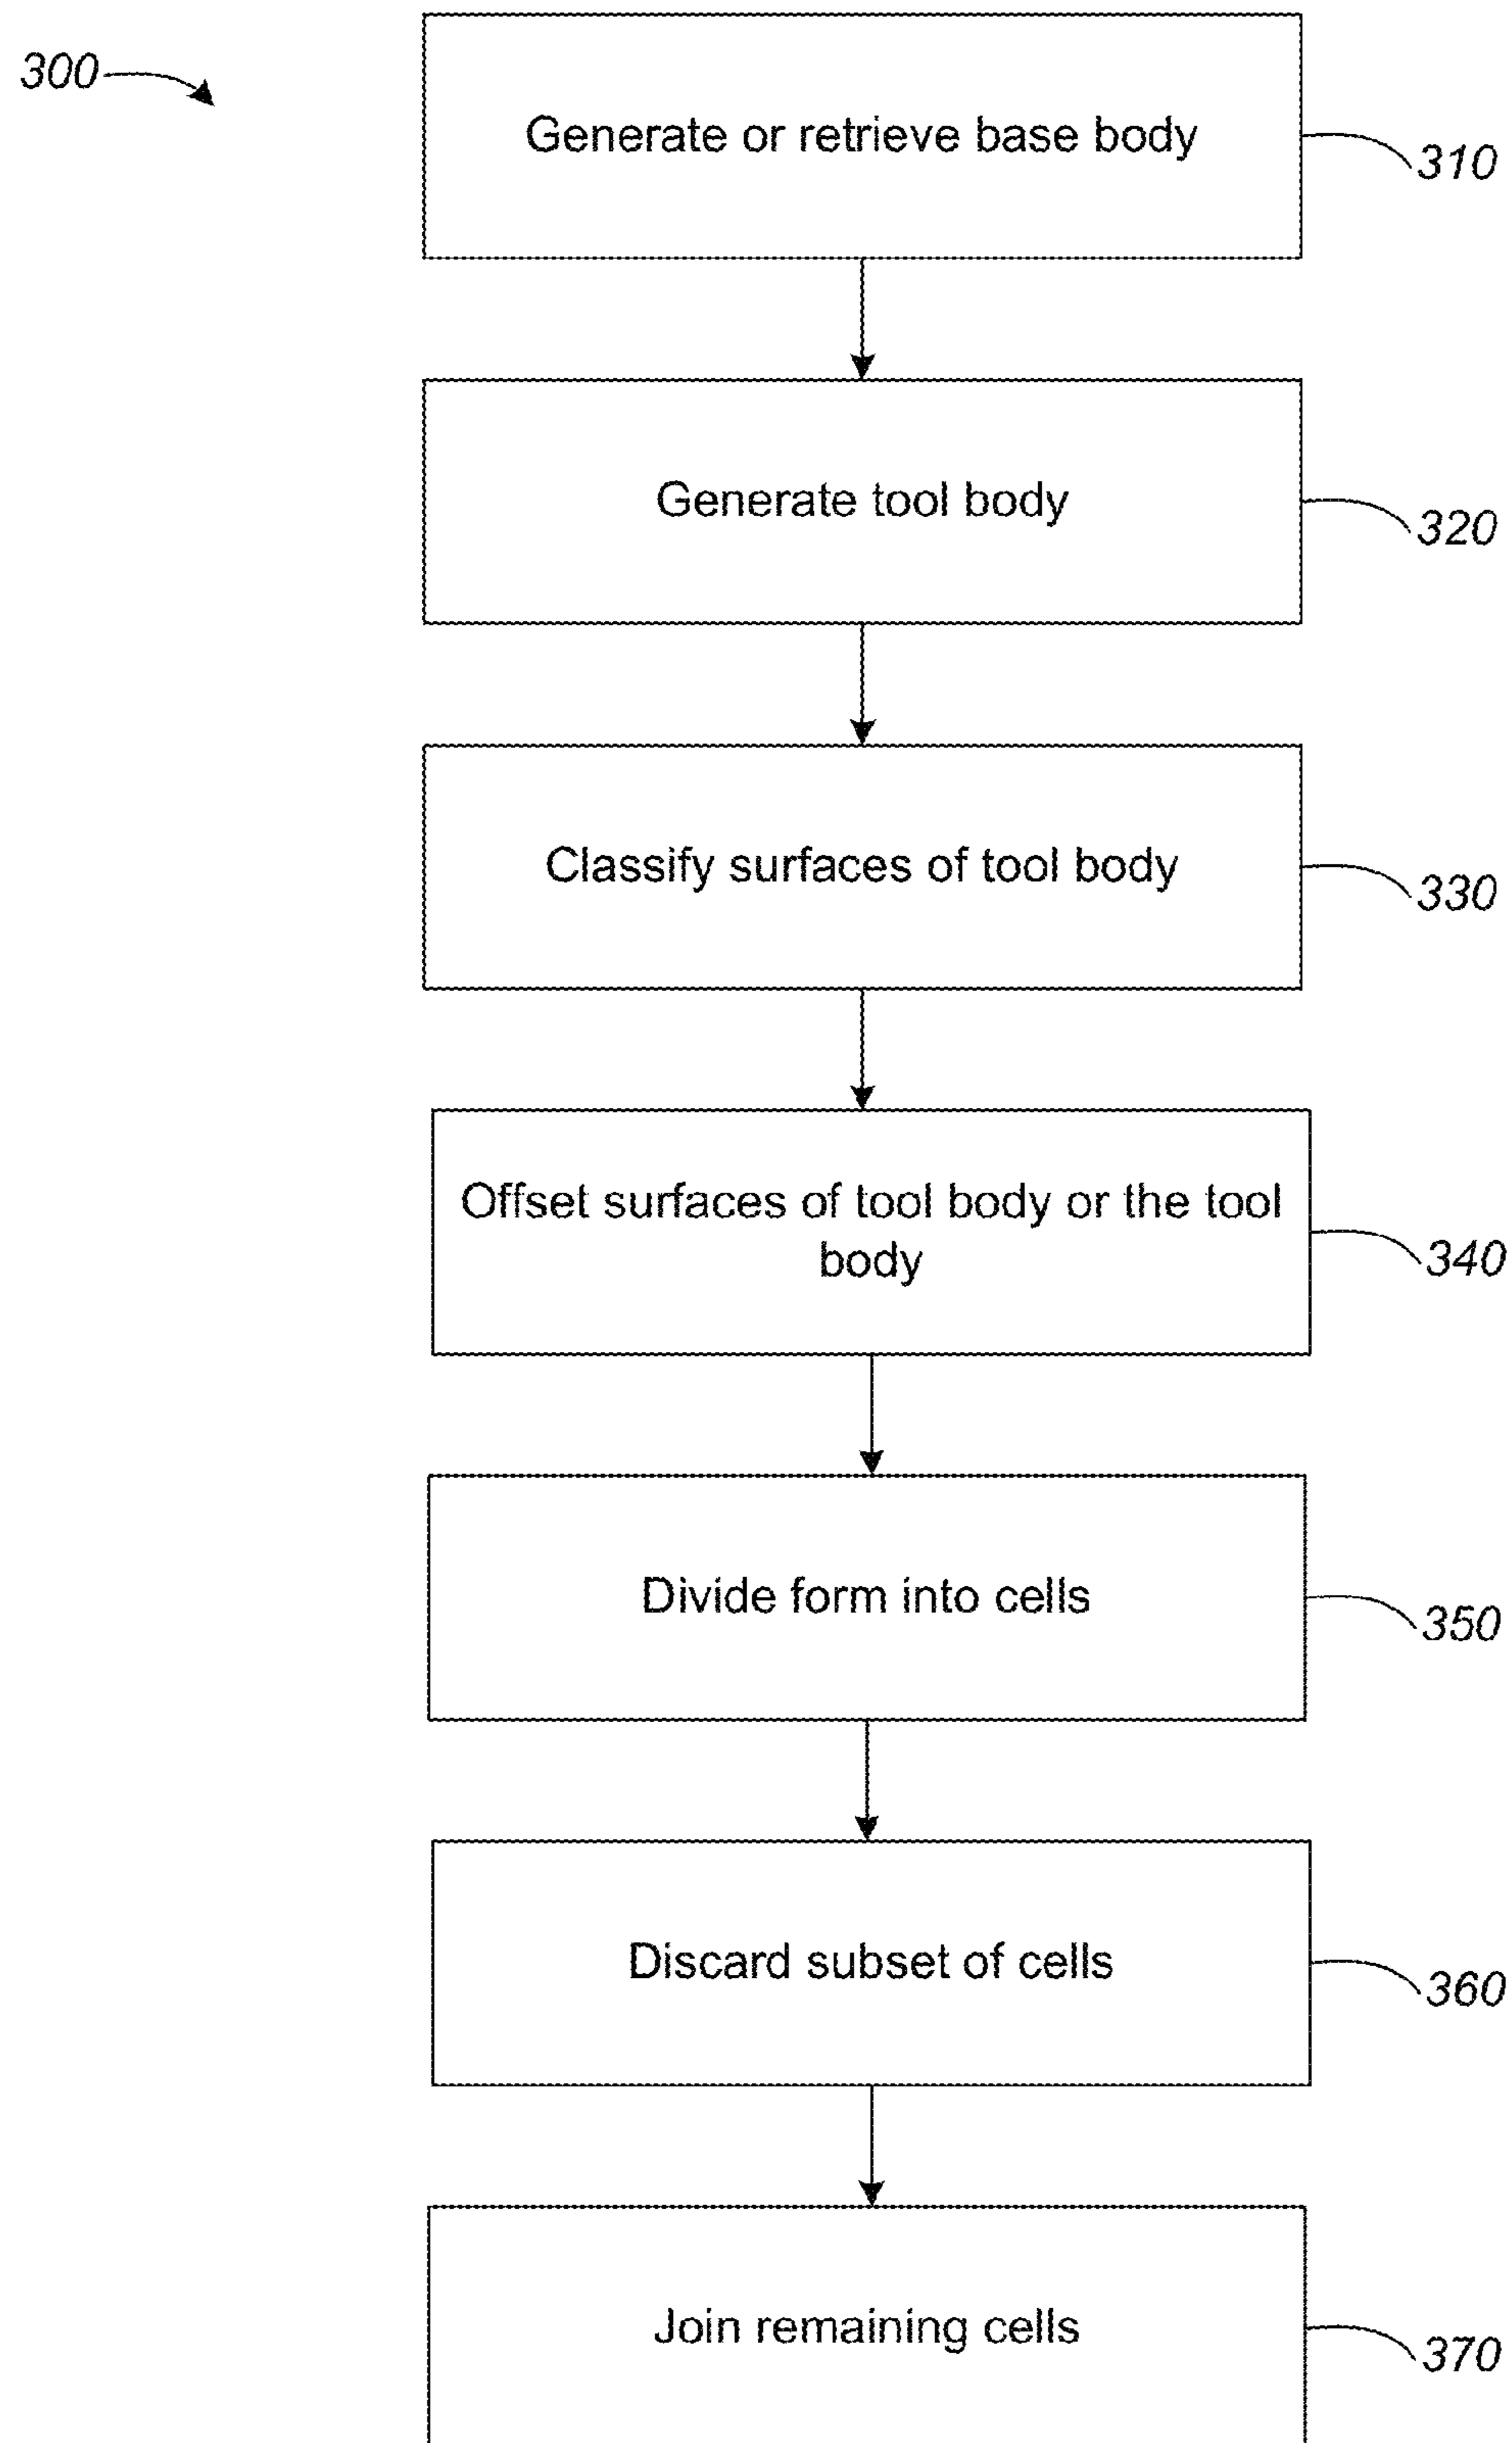 300
Generate or retrieve base body
310
Generate tool body
320
Classify surfaces of tool body
330
Offset surfaces of tool body or the tool
body
340
Divide form into cells
350
Discard subset of cells
360
Join remaining cells
370